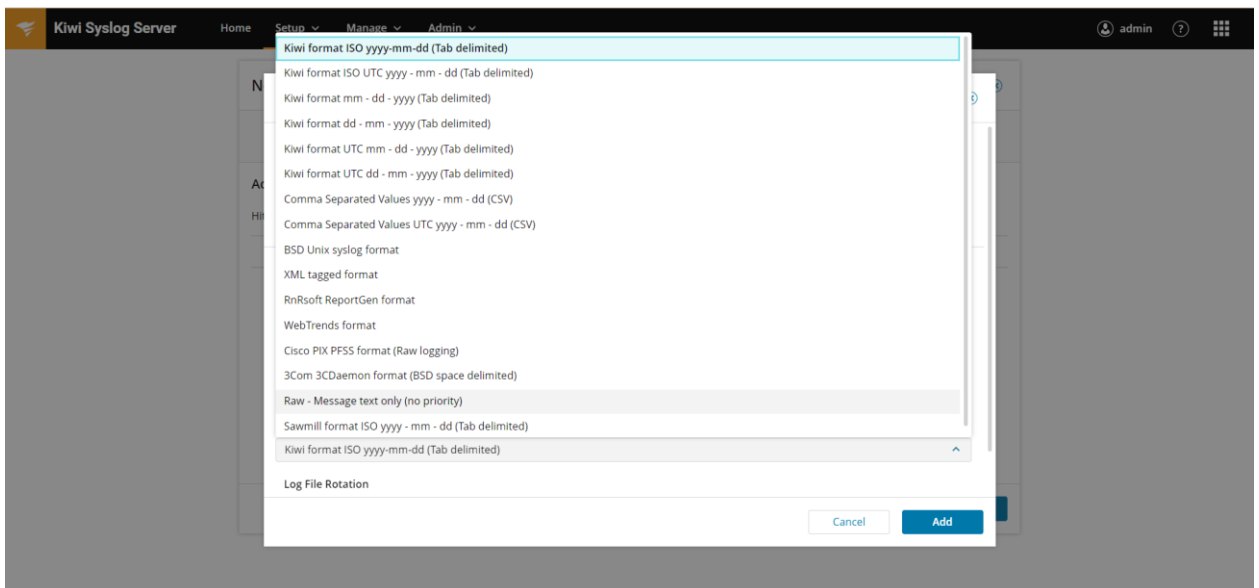 Kiwi Syslog Server Home Setup Manage Admin admin ?
Kiwi format ISO yyyy-mm-dd (Tab delimited)
Kiwi format ISO UTC yyyy - mm - dd (Tab delimited)
N
Kiwi format mm - dd - yyyy (Tab delimited)
Kiwi format dd - mm - yyyy (Tab delimited)
Kiwi format UTC mm - dd - yyyy (Tab delimited)
Kiwi format UTC dd - mm - yyyy (Tab delimited)
Comma Separated Values yyyy - mm - dd (CSV)
Comma Separated Values UTC yyyy - mm - dd (CSV)
BSD Unix syslog format
XML tagged format
RnRsoft ReportGen format
WebTrends format
Cisco PIX PFSS format (Raw logging)
3Com 3CDaemon format (BSD space delimited)
Raw - Message text only (no priority)
Sawmill format ISO yyyy - mm - dd (Tab delimited)
Kiwi format ISO yyyy-mm-dd (Tab delimited)
Log File Rotation
Cancel Add